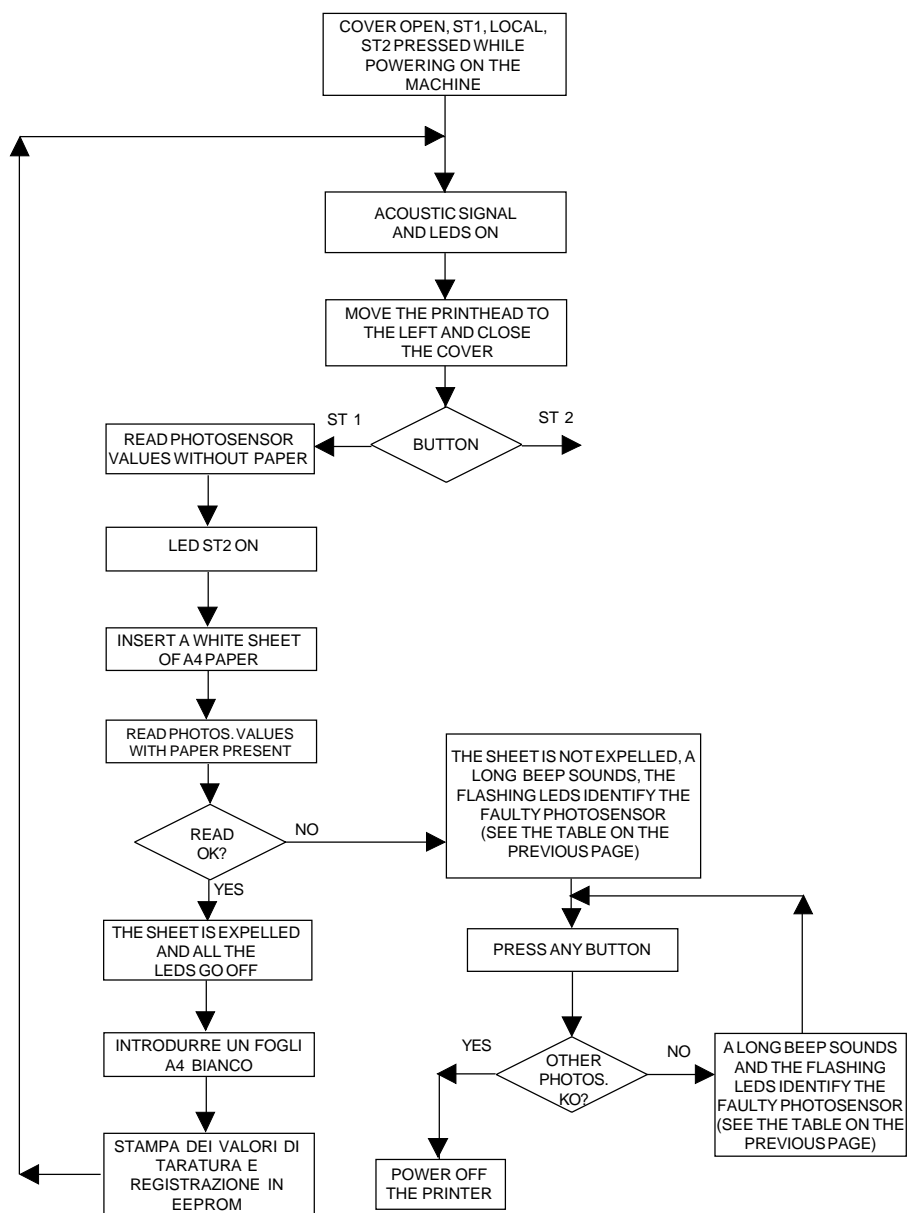 COVER OPEN, ST1, LOCAL,
ST2 PRESSED WHILE
POWERING ON THE
MACHINE
ACOUSTIC SIGNAL
AND LEDS ON
MOVE THE PRINTHEAD TO
THE LEFT AND CLOSE
THE COVER
ST 1
BUTTON
ST 2
READ PHOTOSENSOR
VALUES WITHOUT PAPER
LED ST2 ON
INSERT A WHITE SHEET
OF A4 PAPER
READ PHOTOS. VALUES
WITH PAPER PRESENT
READ
OK?
NO
YES
THE SHEET IS NOT EXPELLED, A
LONG BEEP SOUNDS, THE
FLASHING LEDS IDENTIFY THE
FAULTY PHOTOSENSOR
(SEE THE TABLE ON THE
PREVIOUS PAGE)
THE SHEET IS EXPELLED
AND ALL THE
LEDS GO OFF
PRESS ANY BUTTON
INTRODURRE UN FOGLI
A4 BIANCO
YES
OTHER
PHOTOS.
KO?
NO
A LONG BEEP SOUNDS
AND THE FLASHING
LEDS IDENTIFY THE
FAULTY PHOTOSENSOR
(SEE THE TABLE ON THE
PREVIOUS PAGE)
STAMPA DEI VALORI DI
TARATURA E
REGISTRAZIONE IN
EEPROM
POWER OFF
THE PRINTER